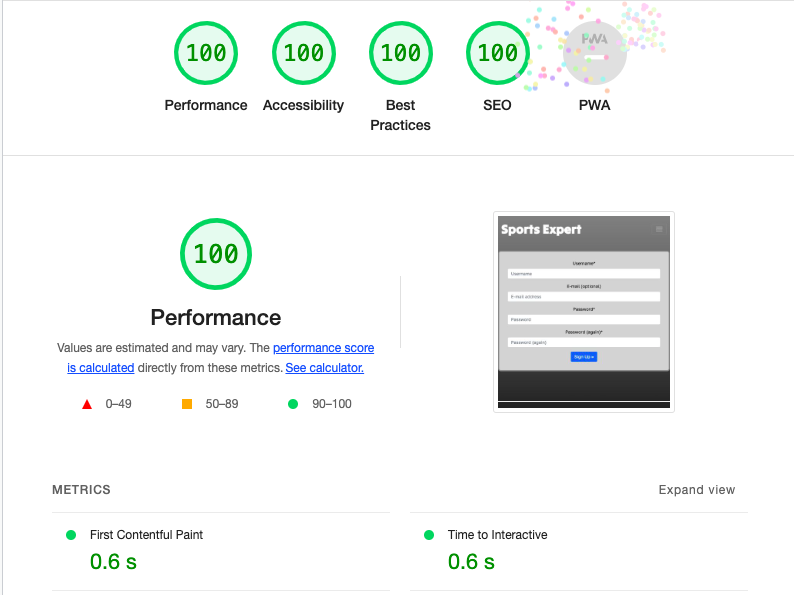 100
100
100
100
PWA
Performance
Accessibility
Best
Practices
SEO
PWA
100
Performance
Values are estimated and may vary. The performance score
is calculated directly from these metrics. See calculator.
0–49
50–89
90–100
Sports Expert
Username*
Username
E-mail (optional)
E-mail address
Password*
Password
Password (again)*
Password (again)
Sign Up »
METRICS
Expand view
First Contentful Paint
0.6 s
Time to Interactive
0.6 s